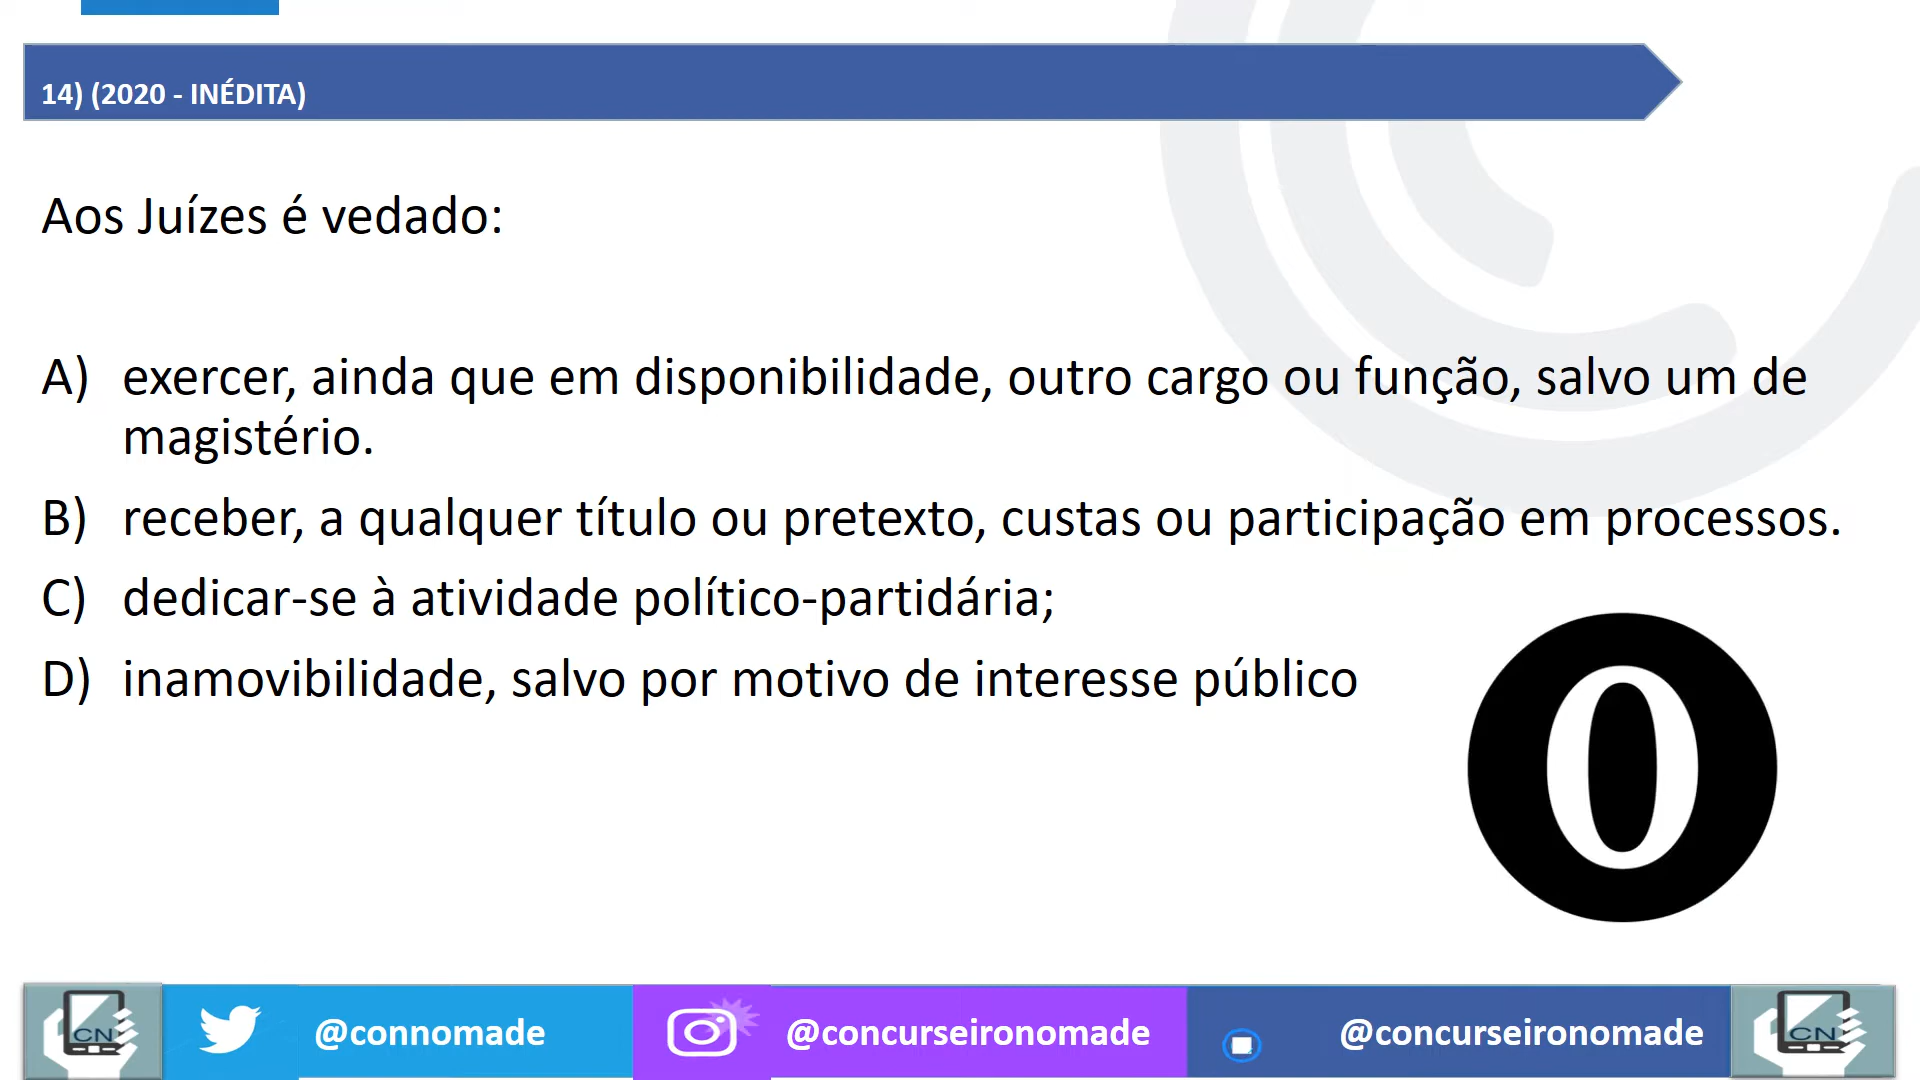 14) (2020 - INÉDITA)
Aos Juízes é vedado:
A) exercer, ainda que em disponibilidade, outro cargo ou função, salvo um de
magistério.
B) receber, a qualquer título ou pretexto, custas ou participação em processos.
C) dedicar-se à atividade político-partidária;
D) inamovibilidade, salvo por motivo de interesse público
0
CN @connomade @concurseironomade @concurseironomade CN